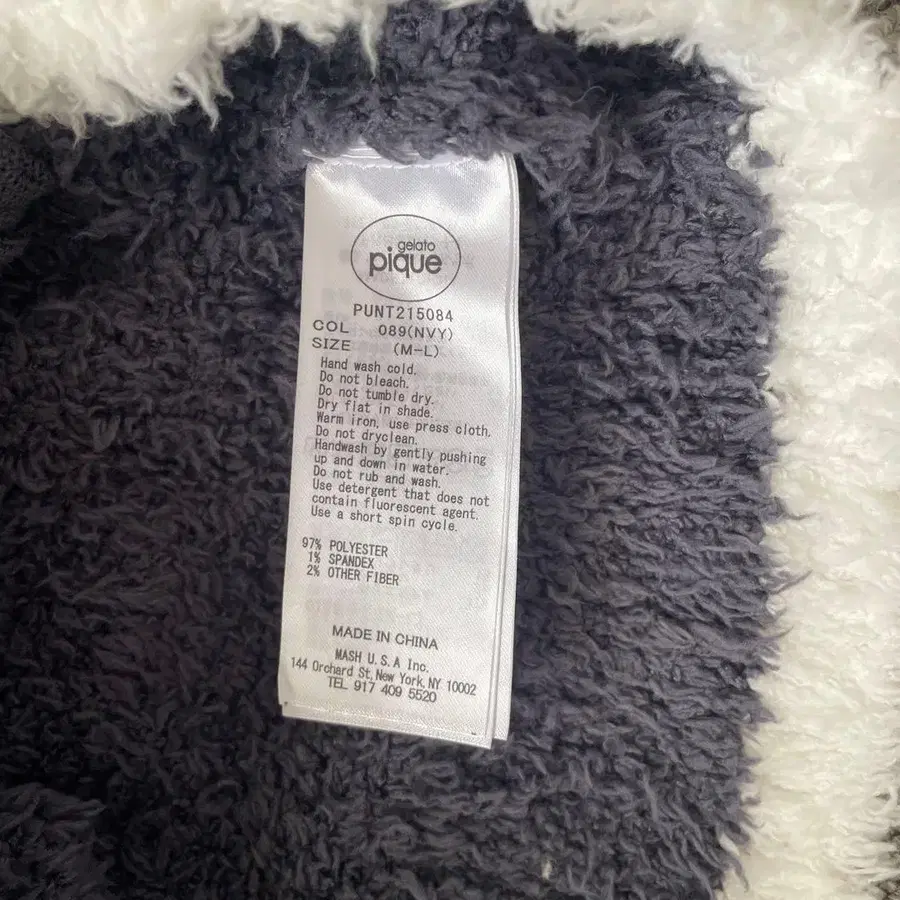 gelato
pique
PUNT215084
COL 089(NVY)
SIZE (M-L)
Hand wash cold.
Do not bleach.
Do not tumble dry.
Dry flat in shade.
Warm iron, use press cloth.
Do not dryclean.
Handwash by gently pushing
up and down in water.
Do not rub and wash.
Use detergent that does not
contain fluorescent agent.
Use a short spin cycle.
97% POLYESTER
1% SPANDEX
2% OTHER FIBER
MADE IN CHINA
MASH U.S.A Inc.
144 Orchard St, New York, NY 10002
TEL 917 409 5520